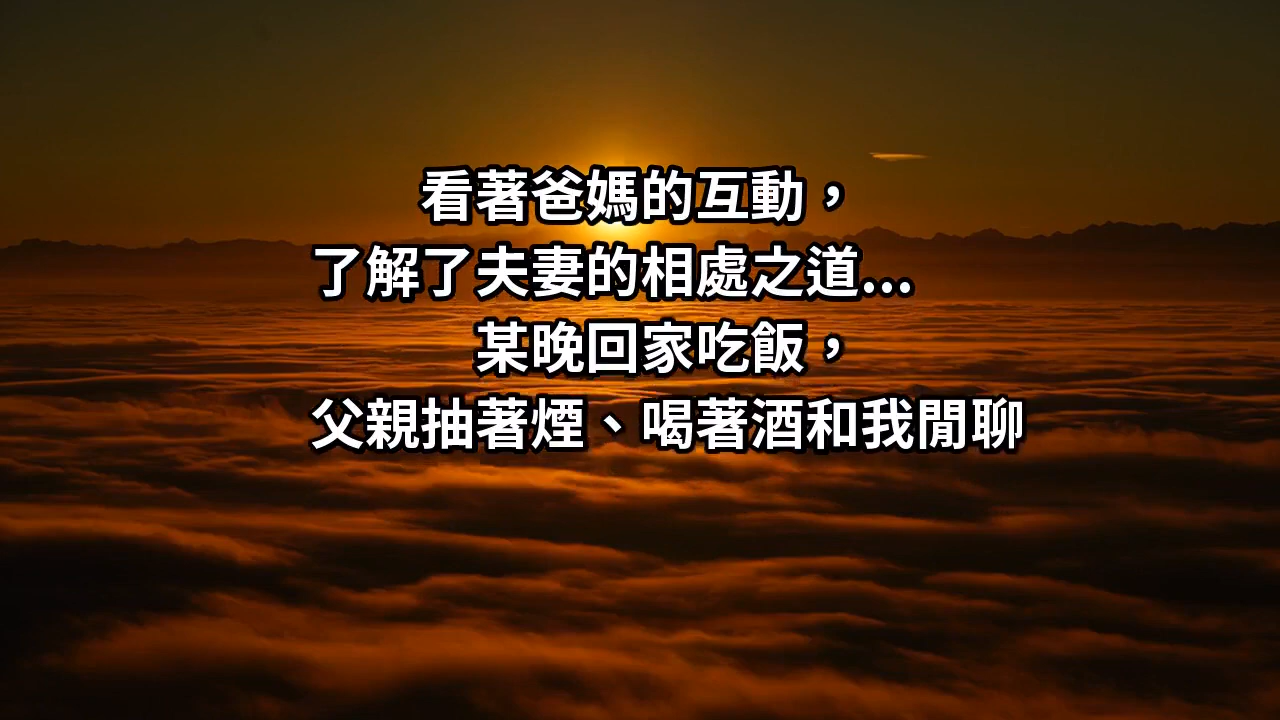 看著爸媽的互動，
了解了夫妻的相處之道...
某晚回家吃飯，
父親抽著煙、喝著酒和我閒聊